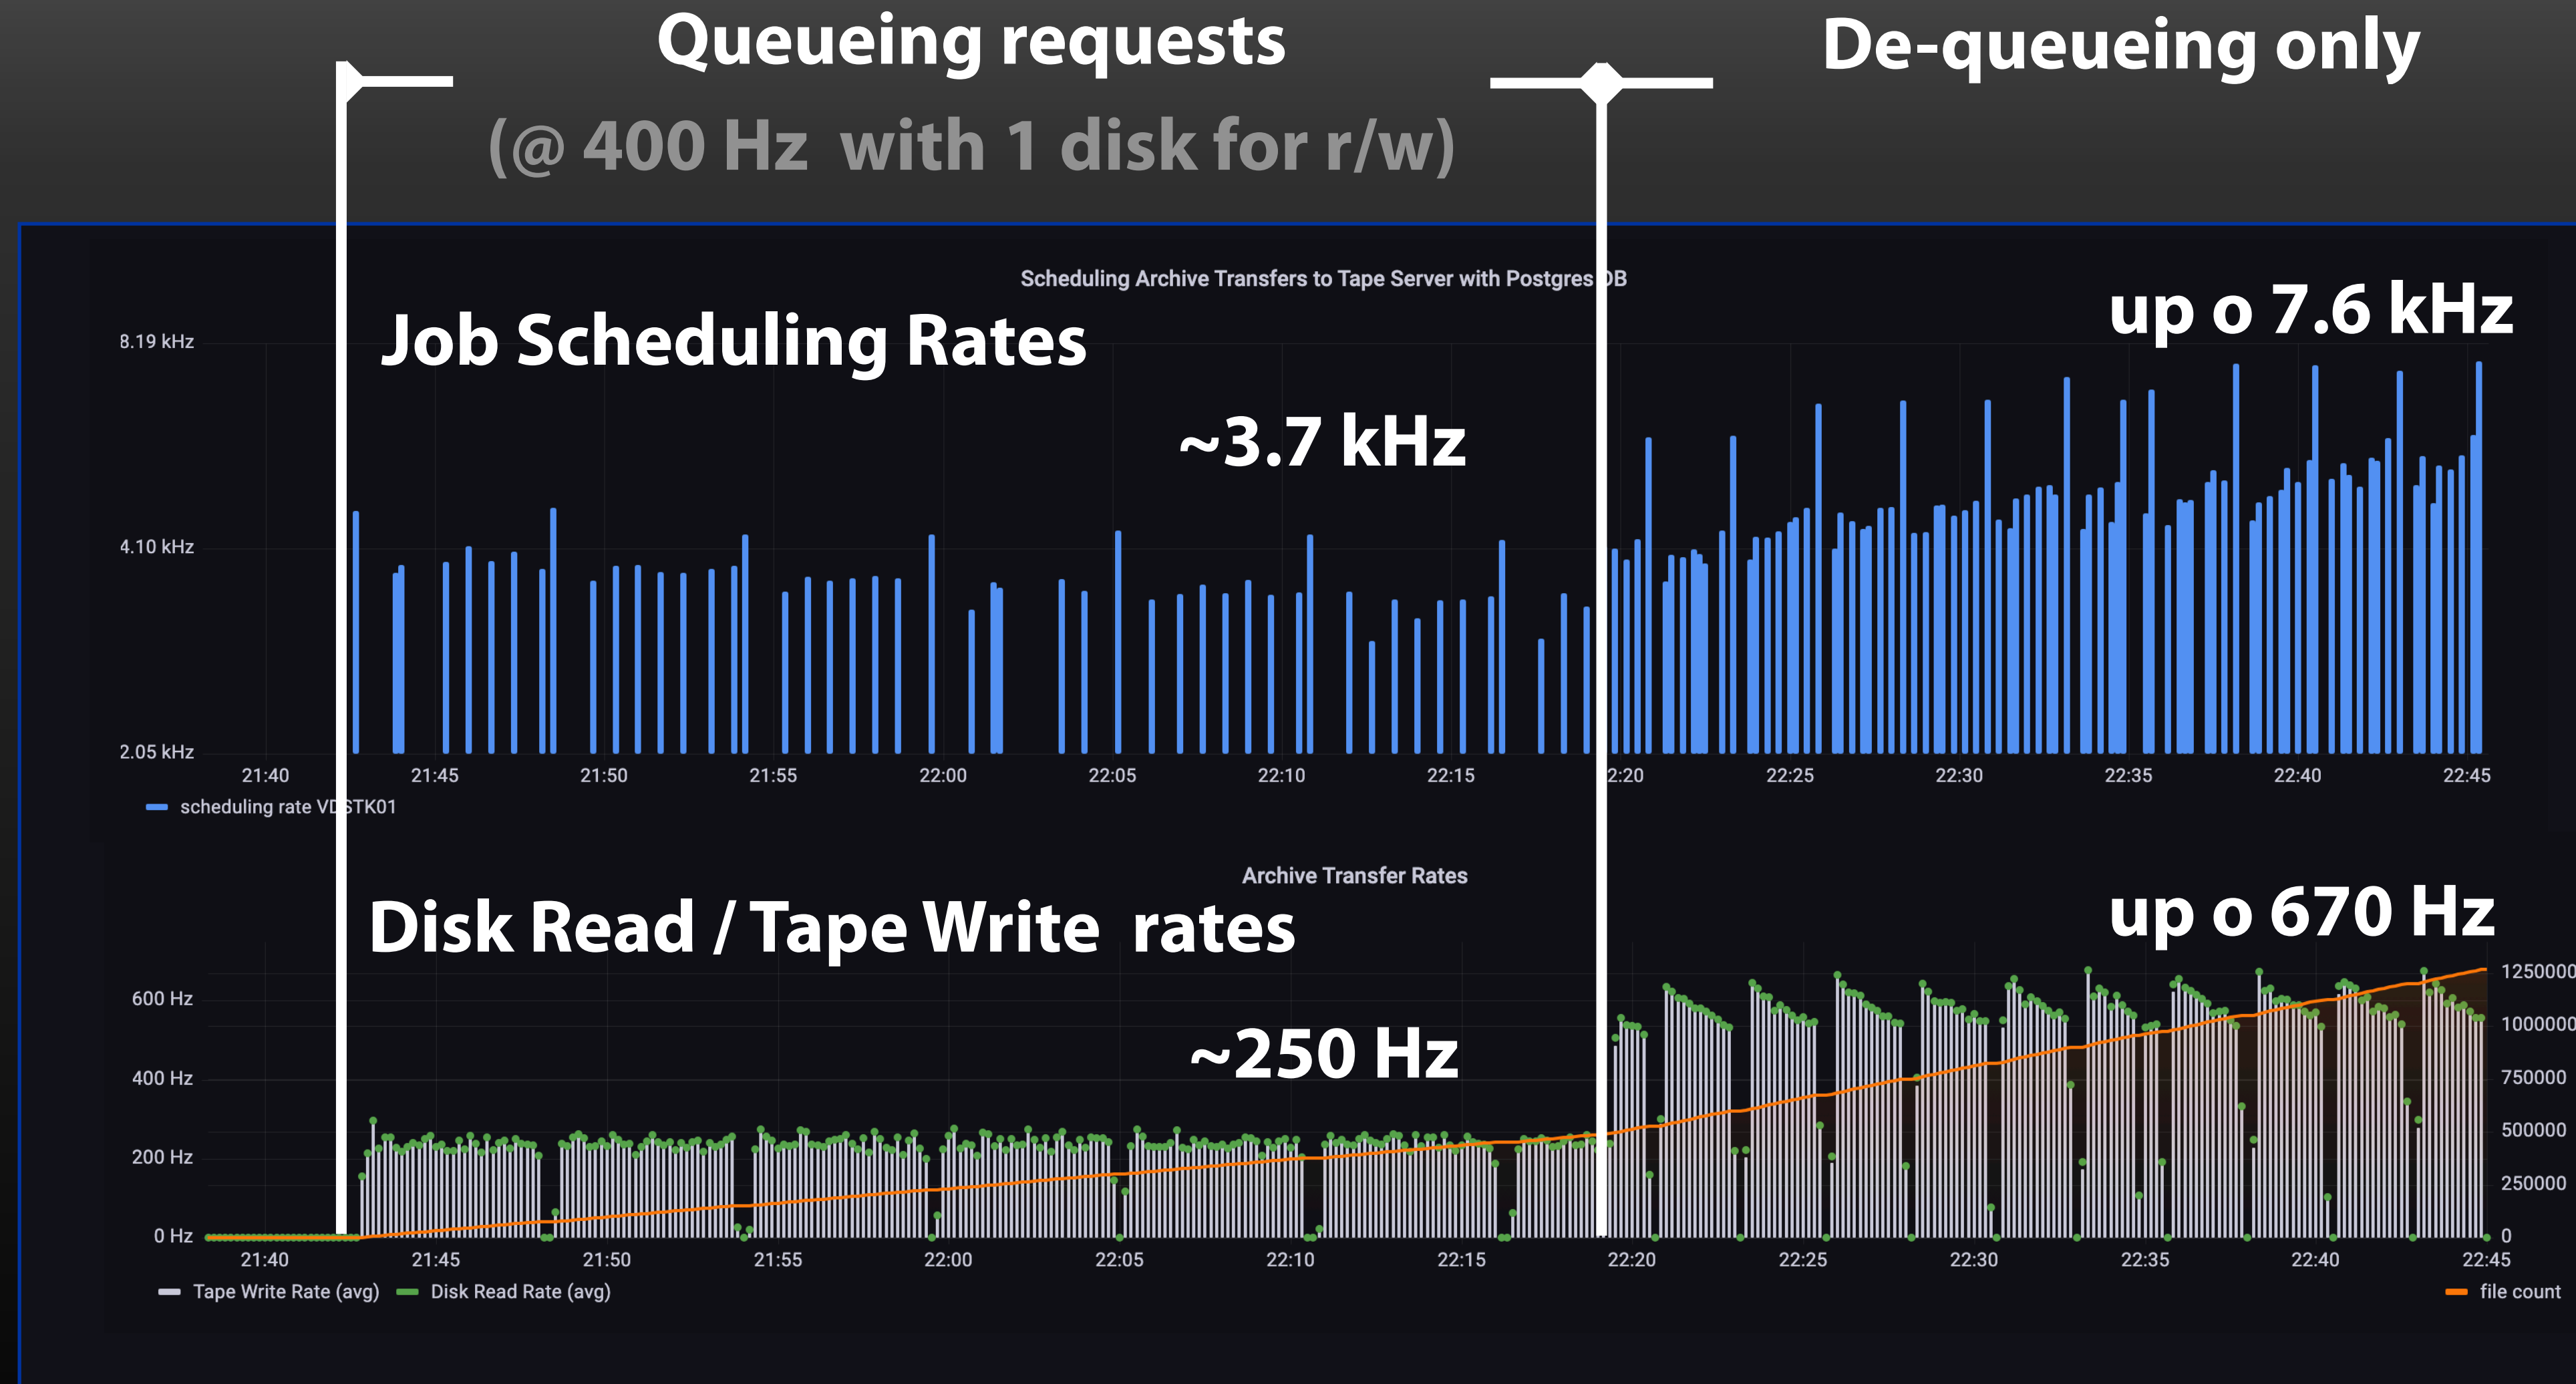 Queueing requests
De-queueing only
(@ 400 Hz with 1 disk for r/w)
Scheduling Archive Transfers to Tape Server with Postgres DB
up o 7.6 kHz
Job Scheduling Rates
~3.7 kHz
8.19 kHz
4.10 kHz
2.05 kHz
21:40 21:45 21:50 21:55 22:00 22:05 22:10 22:15 2:20 22:25 22:30 22:35 22:40 22:45
scheduling rate VDSTK01
Archive Transfer Rates
Disk Read / Tape Write rates
up o 670 Hz
~250 Hz
600 Hz
400 Hz
200 Hz
0 Hz
1250000
1000000
750000
500000
250000
0
21:40 21:45 21:50 21:55 22:00 22:05 22:10 22:15 22:20 22:25 22:30 22:35 22:40 22:45
Tape Write Rate (avg) Disk Read Rate (avg) file count